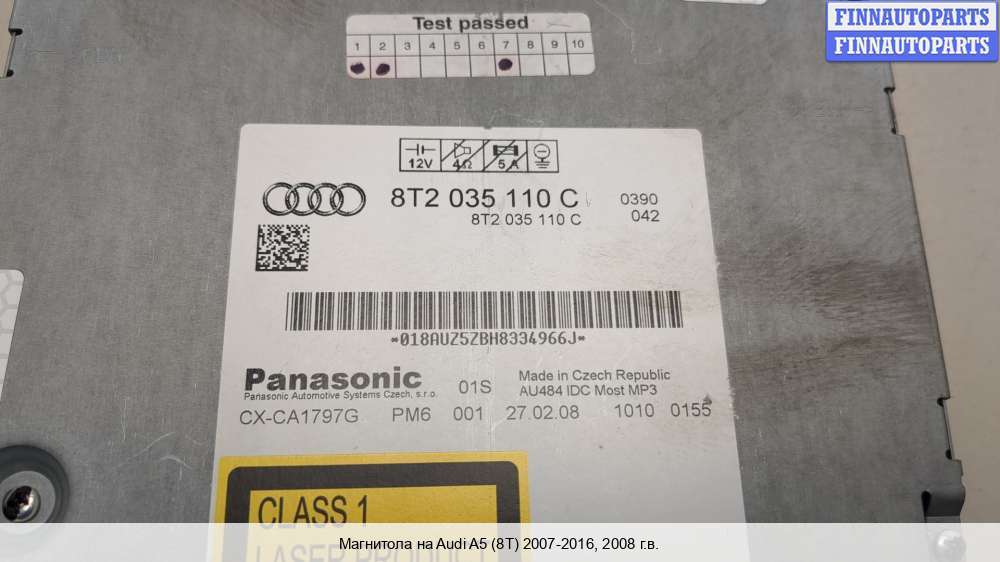 FINNAUTOPARTS
FINNAUTOPARTS
Test passed
1 2 3 4 5 6 7 8 9 10
12V 4Ω 5A
8T2 035 110 C 0390
8T2 035 110 C 042
*018AUZ5ZBH8334966J*
Panasonic 01S Made in Czech Republic
Panasonic Automotive Systems Czech, s.r.o. AU484 IDC Most MP3
CX-CA1797G PM6 001 27.02.08 1010 0155
CLASS 1
LASER PRODUCT
Магнитола на Audi A5 (8T) 2007-2016, 2008 г.в.